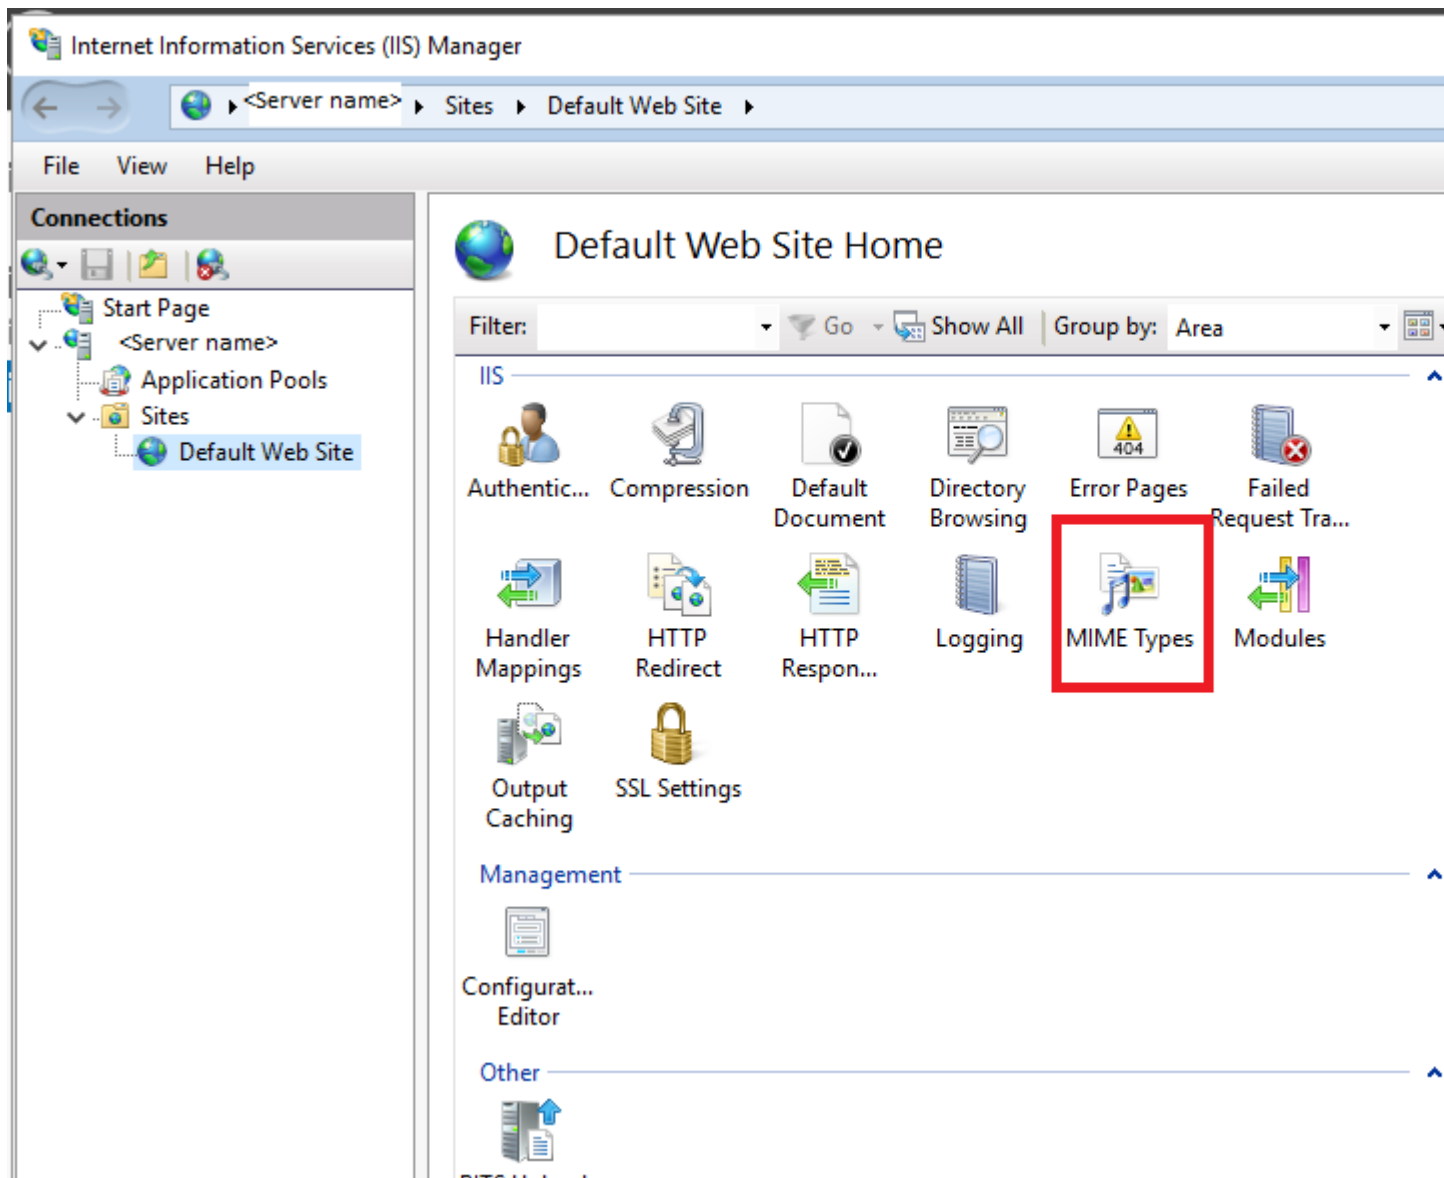 Internet Information Services (IIS) Manager
<Server name> Sites Default Web Site
File View Help
Connections
Start Page
<Server name>
Application Pools
Sites
Default Web Site
Default Web Site Home
Filter: Go Show All Group by: Area
IIS
Authentic... Compression Default Document Directory Browsing Error Pages Failed Request Tra...
404
Handler Mappings HTTP Redirect HTTP Respon... Logging MIME Types Modules
Output Caching SSL Settings
Management
Configurat... Editor
Other